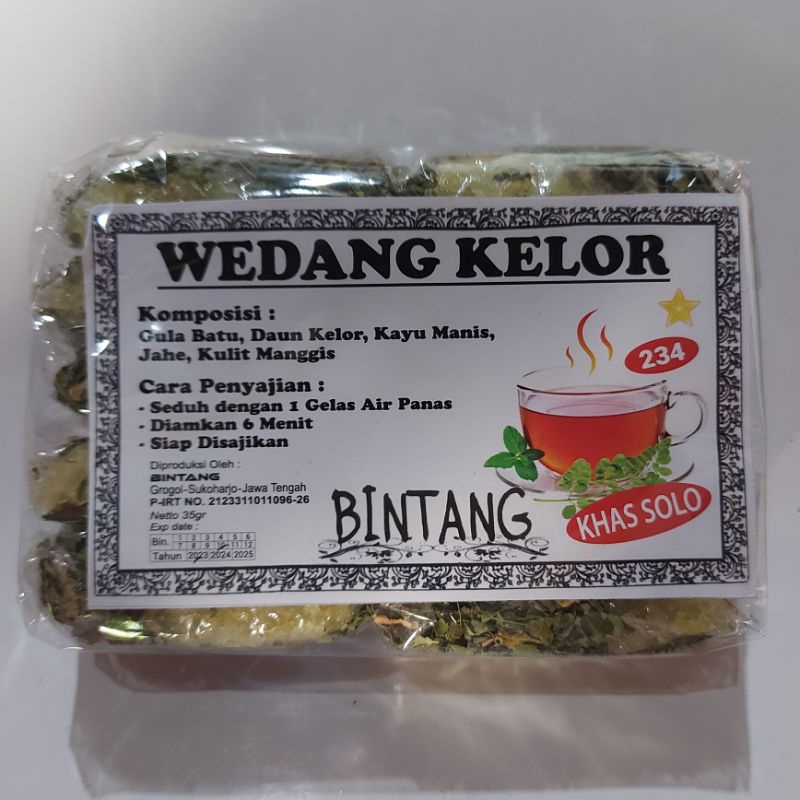 WEDANG KELOR
Komposisi :
Gula Batu, Daun Kelor, Kayu Manis,
Jahe, Kulit Manggis
Cara Penyajian :
- Seduh dengan 1 Gelas Air Panas
- Diamkan 6 Menit
- Siap Disajikan
234
Diproduksi Oleh :
BINTANG
Grogol-Sukoharjo-Jawa Tengah
P-IRT NO. 2123311011096-26
Netto 35gr
Exp date :
Bln. 1 2 3 4 5 6
7 8 9 10 11 12
Tahun 2023 2024 2025
BINTANG
KHAS SOLO